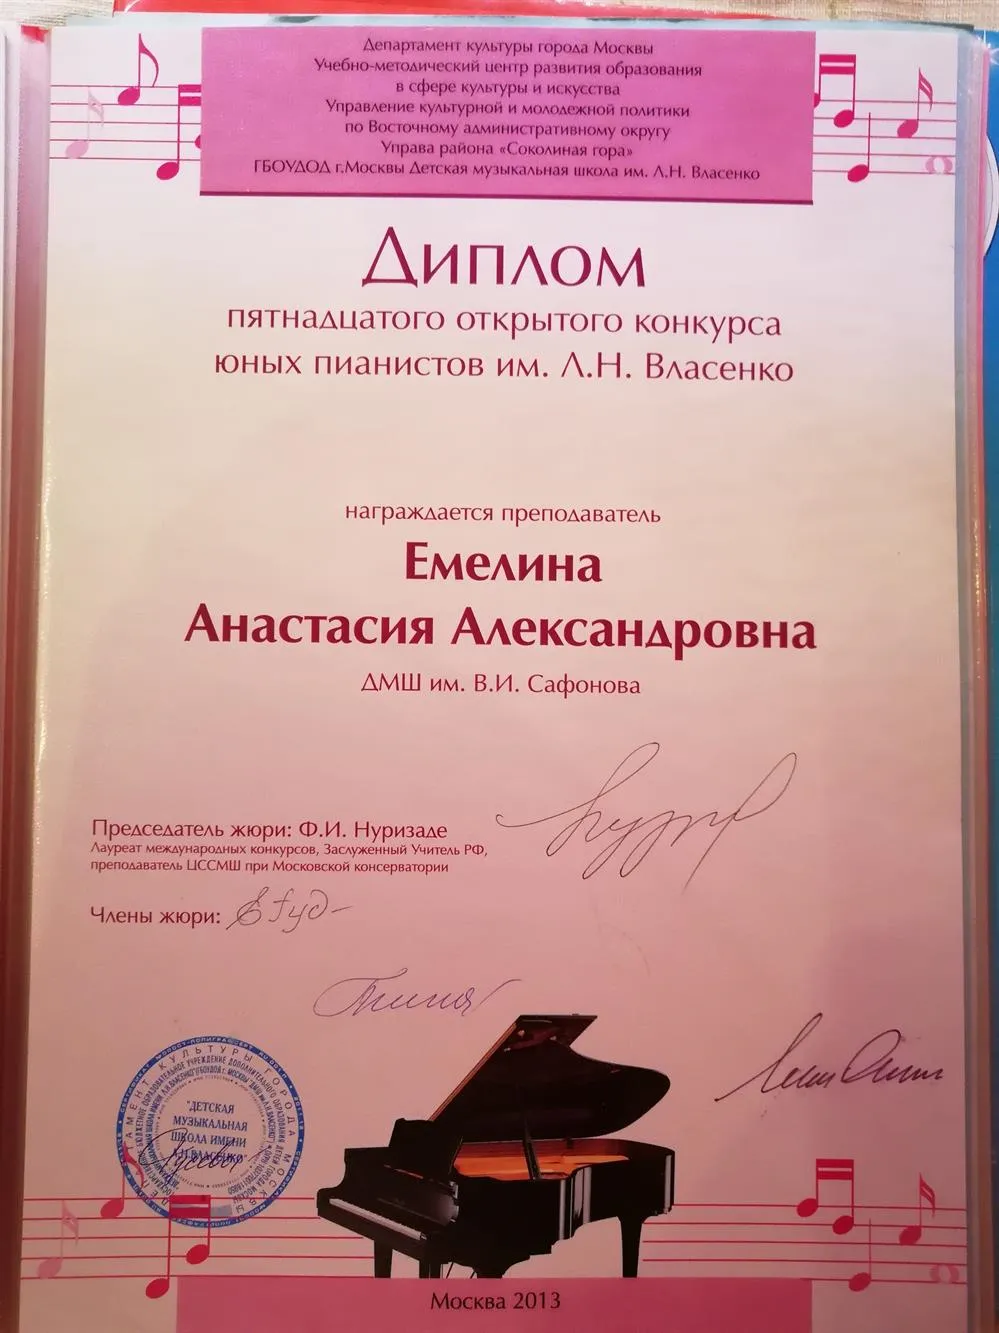 Департамент культуры города Москвы
Учебно-методический центр развития образования
в сфере культуры и искусства
Управление культурной и молодежной политики
по Восточному административному округу
Управа района «Соколиная гора»
ГБОУДОД г.Москвы Детская музыкальная школа им. Л.Н. Власенко
Диплом
пятнадцатого открытого конкурса
юных пианистов им. Л.Н. Власенко
награждается преподаватель
Емелина
Анастасия Александровна
ДМШ им. В.И. Сафонова
Председатель жюри: Ф.И. Нуризаде
Лауреат международных конкурсов, Заслуженный Учитель РФ,
преподаватель ЦССМШ при Московской консерватории
Члены жюри:
"ДЕТСКАЯ
МУЗЫКАЛЬНАЯ
ШКОЛА ИМЕНИ
Л.Н.ВЛАСЕНКО"
Москва 2013